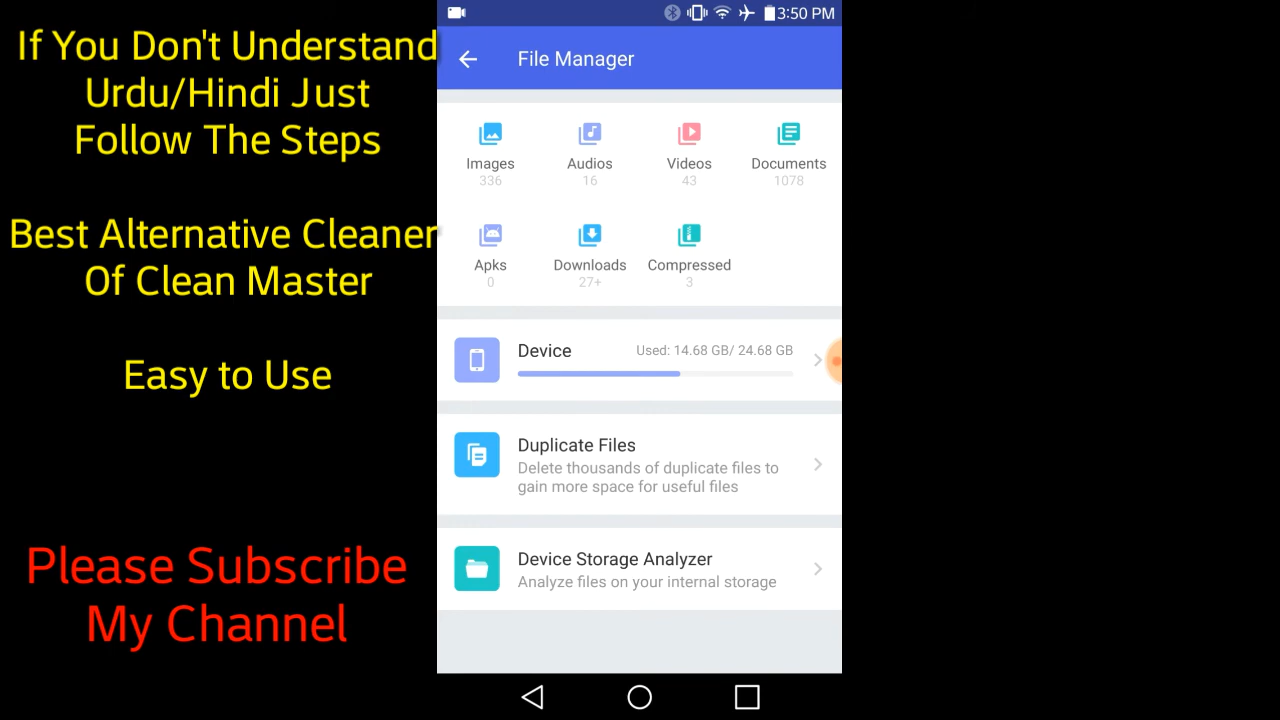 If You Don't Understand
Urdu/Hindi Just
Follow The Steps
Best Alternative Cleaner
Of Clean Master
Easy to Use
Please Subscribe
My Channel
3:50 PM
File Manager
Images Audios Videos Documents
336 16 43 1078
Apks Downloads Compressed
0 27+ 3
Device Used: 14.68 GB/ 24.68 GB
Duplicate Files
Delete thousands of duplicate files to
gain more space for useful files
Device Storage Analyzer
Analyze files on your internal storage